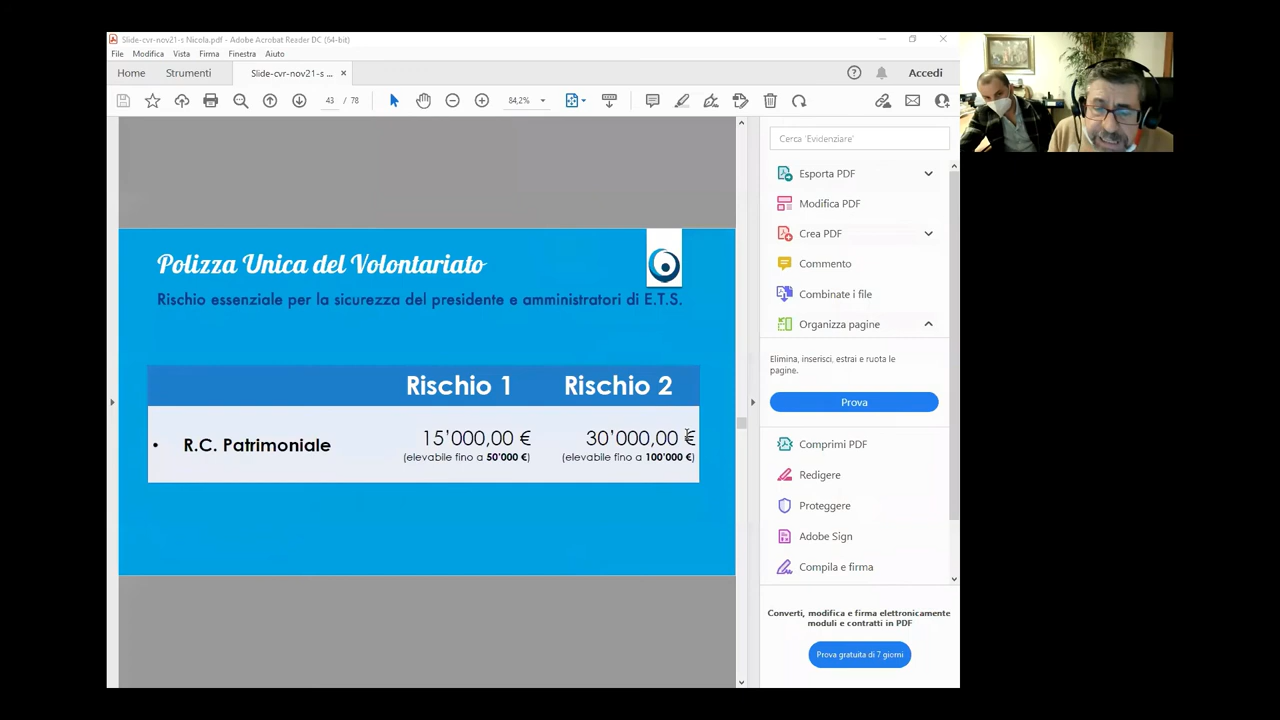 Slide-cvr-nov21-s Nicola.pdf - Adobe Acrobat Reader DC (64-bit)
File Modifica Vista Firma Finestra Aiuto
Home Strumenti Slide-cvr-nov21-s ... × Accedi
43 / 78 84,2%
Cerca 'Evidenziare'
Esporta PDF
Modifica PDF
Crea PDF
Commento
Combinate i file
Organizza pagine
Elimina, inserisci, estrai e ruota le
pagine.
Prova
Comprimi PDF
Redigere
Proteggere
Adobe Sign
Compila e firma
Converti, modifica e firma elettronicamente
moduli e contratti in PDF
Prova gratuita di 7 giorni
Polizza Unica del Volontariato
Rischio essenziale per la sicurezza del presidente e amministratori di E.T.S.
Rischio 1 Rischio 2
• R.C. Patrimoniale 15'000,00 € 30'000,00 €
(elevabile fino a 50'000 €) (elevabile fino a 100'000 €)